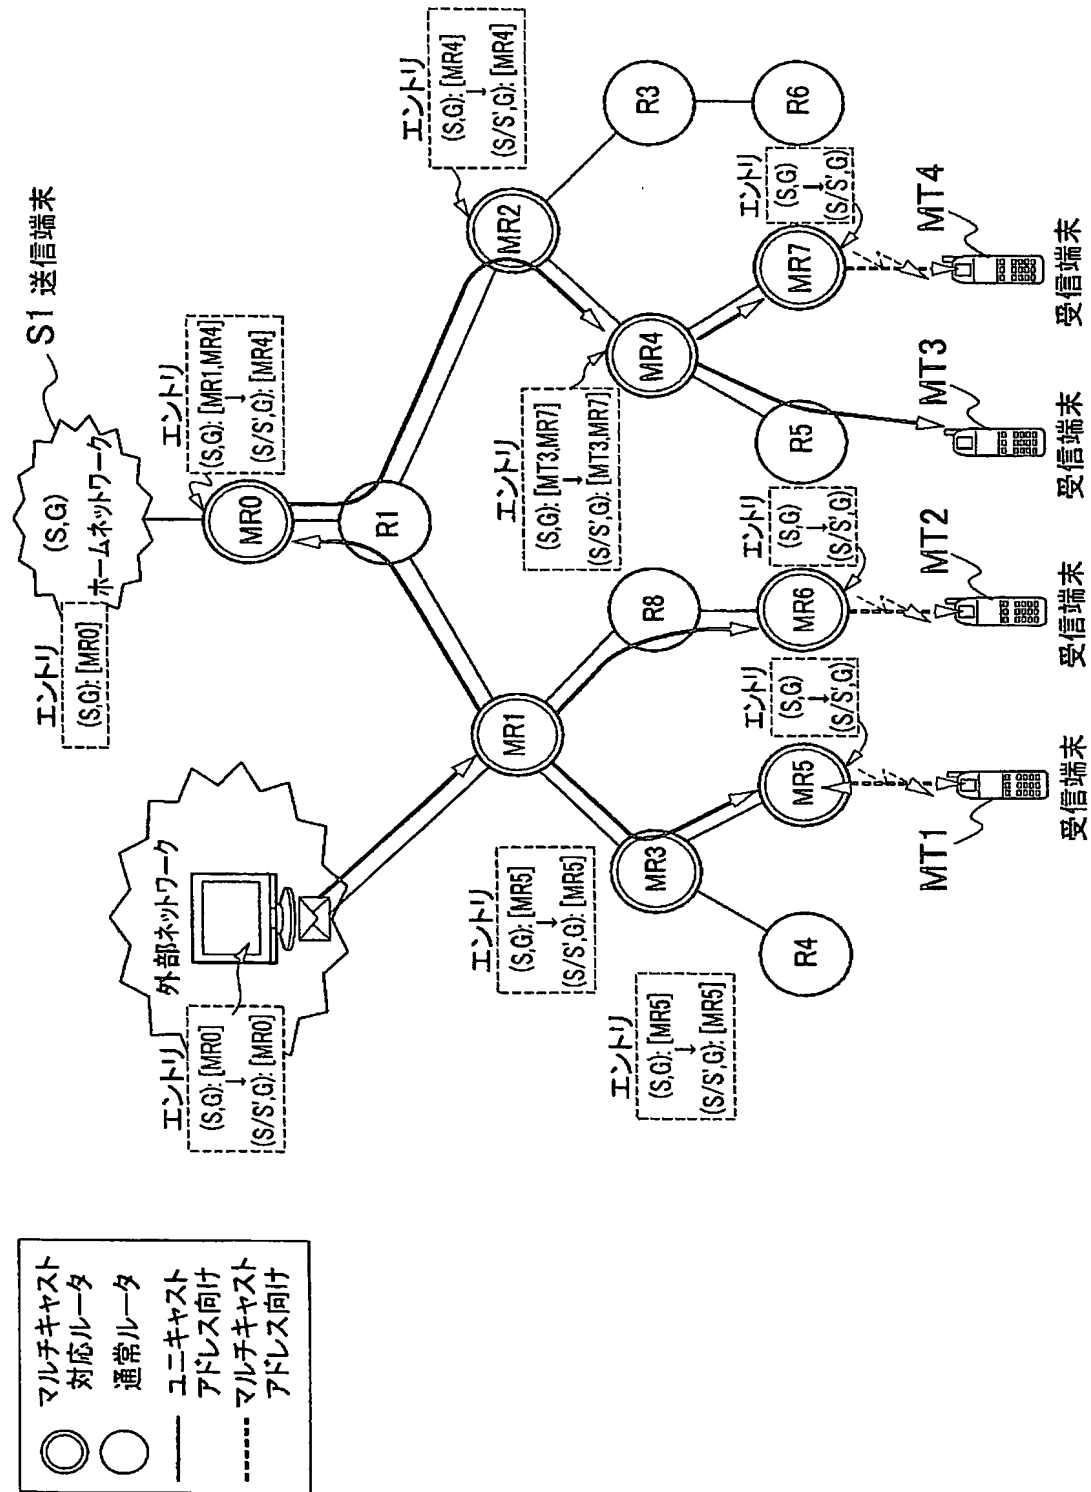 マルチキャスト
対応ルータ
通常ルータ
ユニキャスト
アドレス向け
マルチキャスト
アドレス向け
S1 送信端末
(S,G)
ホームネットワーク
エントリ
(S,G): [MR0]
外部ネットワーク
エントリ
(S,G): [MR0]
↓
(S/S',G): [MR0]
MR0
エントリ
(S,G): [MR1,MR4]
↓
(S/S',G): [MR4]
R1
MR1
MR2
エントリ
(S,G): [MR4]
↓
(S/S',G): [MR4]
エントリ
(S,G): [MR5]
↓
(S/S',G): [MR5]
エントリ
(S,G): [MR5]
↓
(S/S',G): [MR5]
MR3
R8
エントリ
(S,G): [MT3,MR7]
↓
(S/S',G): [MT3,MR7]
MR4
R3
R4
MR5
エントリ
(S,G)
↓
(S/S',G)
MR6
エントリ
(S,G)
↓
(S/S',G)
R5
MR7
エントリ
(S,G)
↓
(S/S',G)
R6
MT1
MT2
MT3
MT4
受信端末
受信端末
受信端末
受信端末